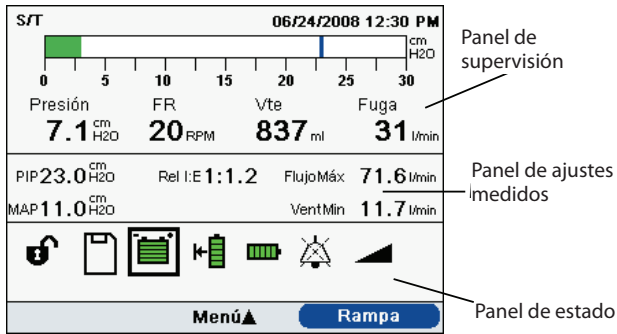 S/T 06/24/2008 12:30 PM
cm
H2O
0 5 10 15 20 25 30
Presión FR Vte Fuga
7.1 cm H2O 20 RPM 837 ml 31 l/min
PIP 23.0 cm H2O Rel I:E 1:1.2 FlujoMáx 71.6 l/min
MAP 11.0 cm H2O VentMin 11.7 l/min
Menú▲ Rampa
Panel de
supervisión
Panel de ajustes
medidos
Panel de estado